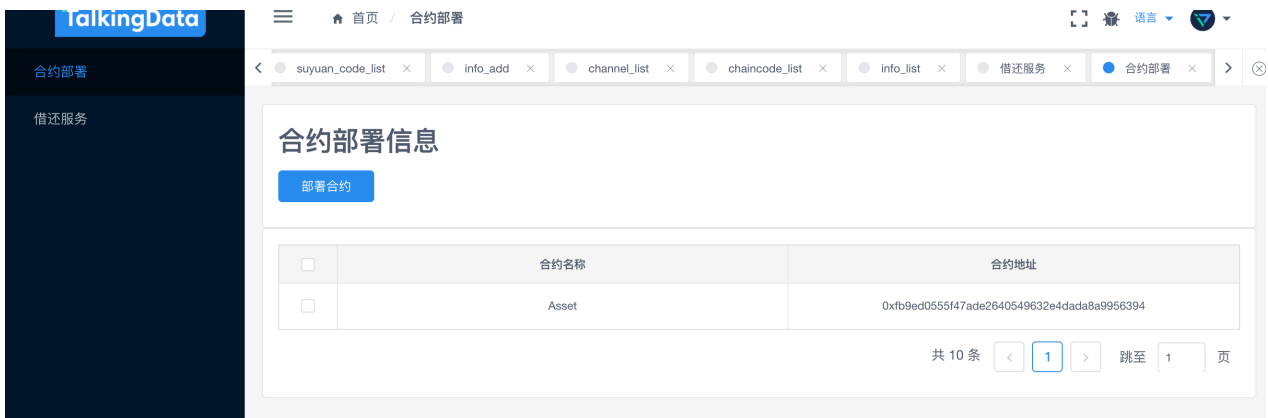 TalkingData
首页 / 合约部署
语言
合约部署
借还服务
suyuan_code_list
info_add
channel_list
chaincode_list
info_list
借还服务
合约部署
合约部署信息
部署合约
合约名称 合约地址
Asset 0xfb9ed0555f47ade2640549632e4dada8a9956394
共 10 条 1 跳至 1 页